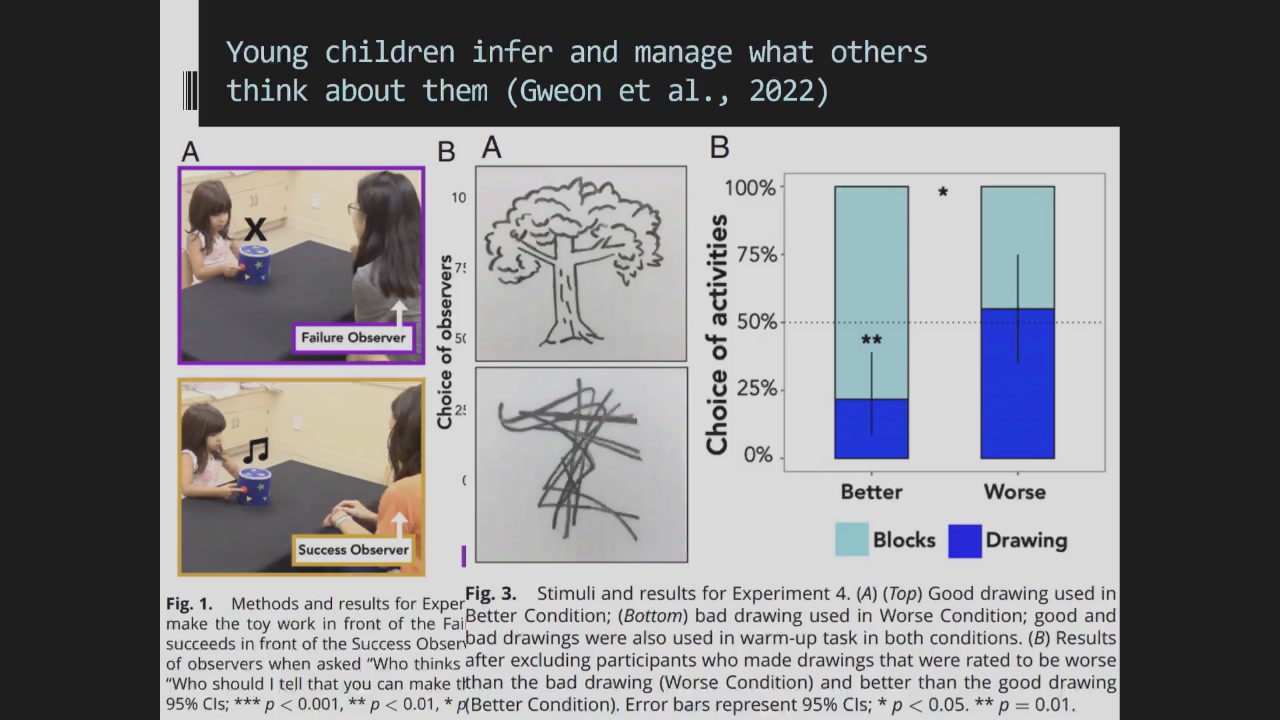 Young children infer and manage what others
think about them (Gweon et al., 2022)
A
X
Failure Observer
Success Observer
B
Choice of observers
10
75
50
25
Fig. 1. Methods and results for Exper
make the toy work in front of the Fai
succeeds in front of the Success Observ
of observers when asked “Who thinks
“Who should I tell that you can make
95% CIs; *** p < 0.001, ** p < 0.01, * p
A
B
Choice of activities
100%
75%
50%
25%
0%
*
**
Better
Worse
Blocks
Drawing
Fig. 3. Stimuli and results for Experiment 4. (A) (Top) Good drawing used in
Better Condition; (Bottom) bad drawing used in Worse Condition; good and
bad drawings were also used in warm-up task in both conditions. (B) Results
after excluding participants who made drawings that were rated to be worse
than the bad drawing (Worse Condition) and better than the good drawing
(Better Condition). Error bars represent 95% CIs; * p < 0.05. ** p = 0.01.